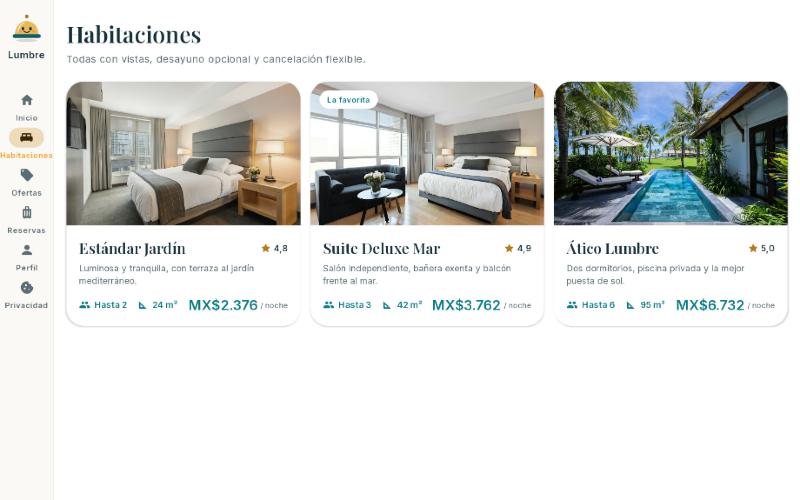 Lumbre
Inicio
Habitaciones
Ofertas
Reservas
Perfil
Privacidad
Habitaciones
Todas con vistas, desayuno opcional y cancelación flexible.
Estándar Jardín
4,8
Luminosa y tranquila, con terraza al jardín
mediterráneo.
Hasta 2 24 m² MX$2.376 / noche
La favorita
Suite Deluxe Mar
4,9
Salón independiente, bañera exenta y balcón
frente al mar.
Hasta 3 42 m² MX$3.762 / noche
Ático Lumbre
5,0
Dos dormitorios, piscina privada y la mejor
puesta de sol.
Hasta 6 95 m² MX$6.732 / noche